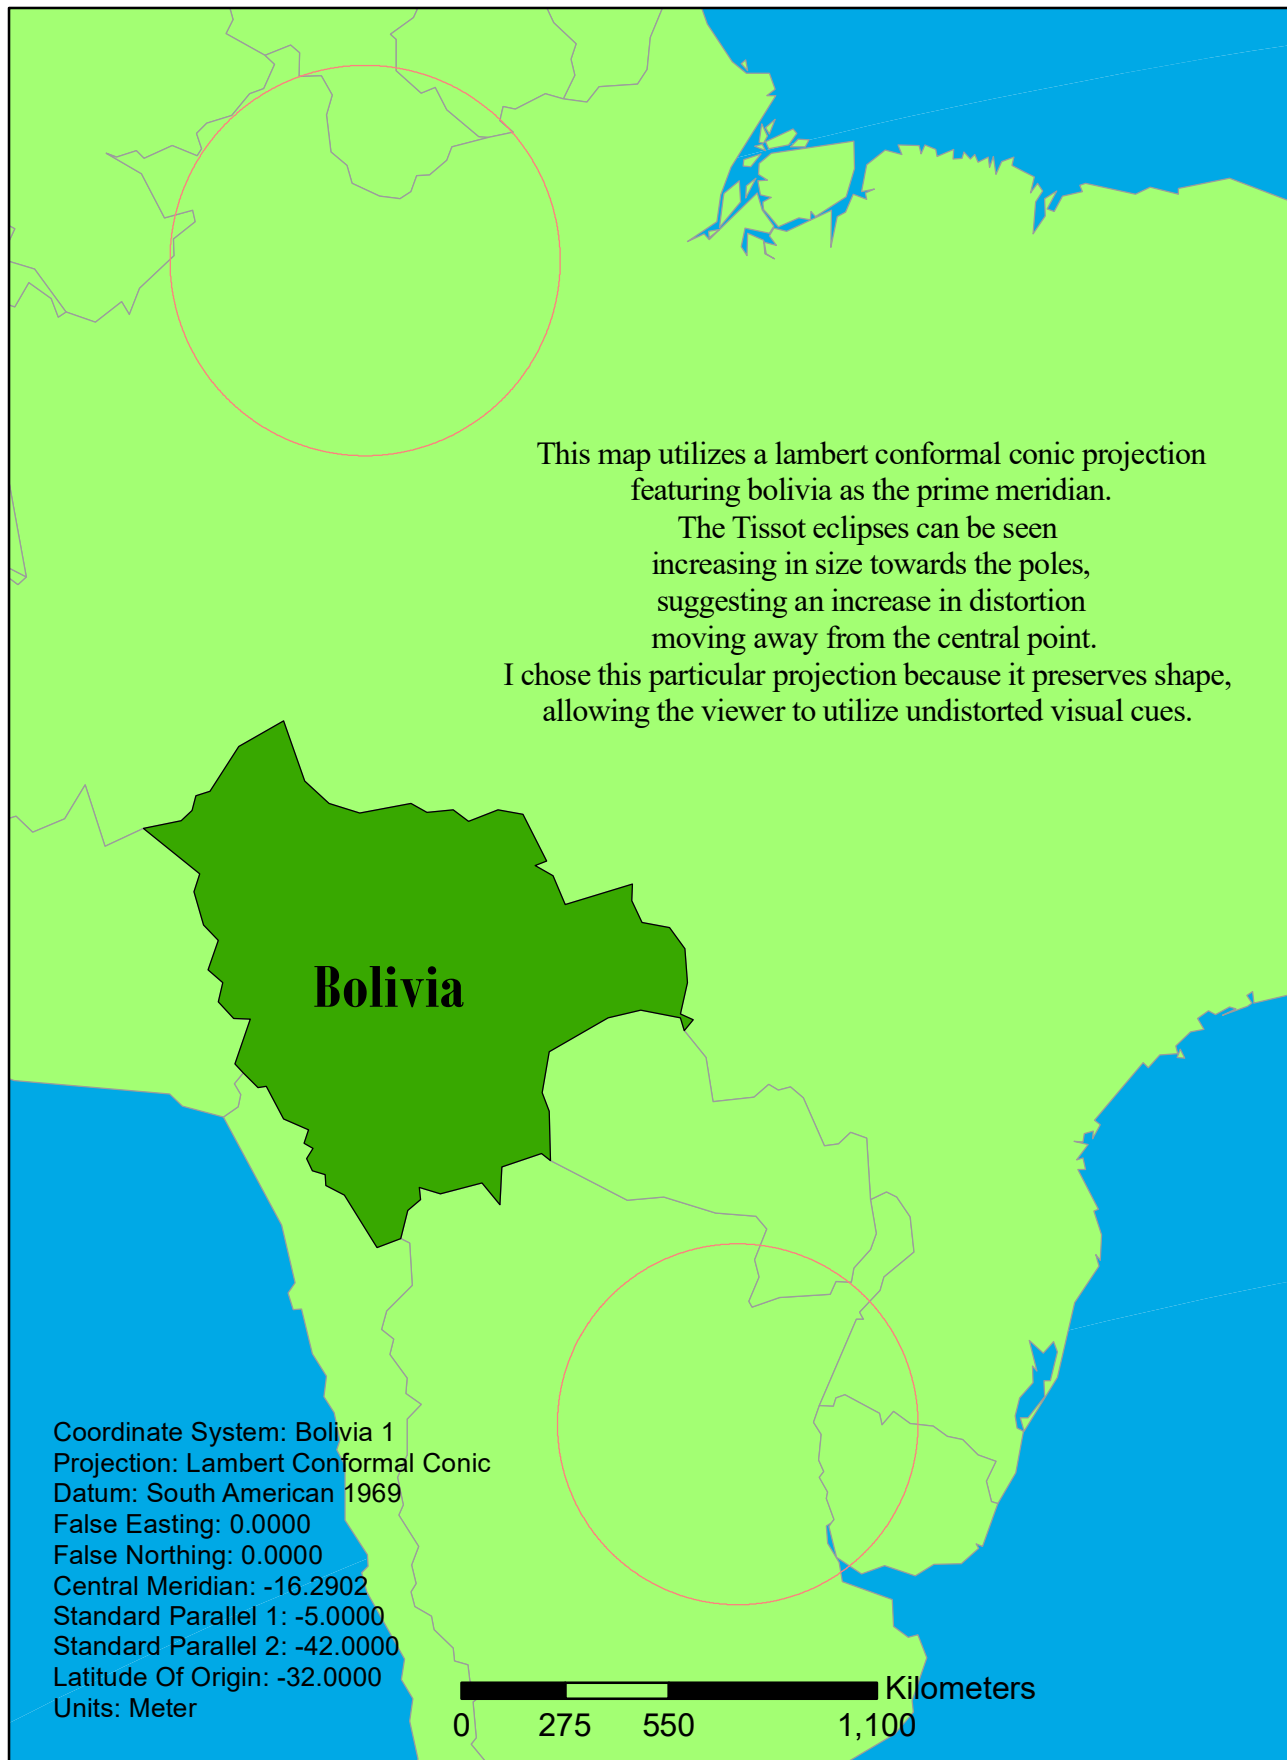 This map utilizes a lambert conformal conic projection
featuring bolivia as the prime meridian.
The Tissot eclipses can be seen
increasing in size towards the poles,
suggesting an increase in distortion
moving away from the central point.
I chose this particular projection because it preserves shape,
allowing the viewer to utilize undistorted visual cues.
Bolivia
Coordinate System: Bolivia 1
Projection: Lambert Conformal Conic
Datum: South American 1969
False Easting: 0.0000
False Northing: 0.0000
Central Meridian: -16.2902
Standard Parallel 1: -5.0000
Standard Parallel 2: -42.0000
Latitude Of Origin: -32.0000
Units: Meter
Kilometers
0 275 550 1,100